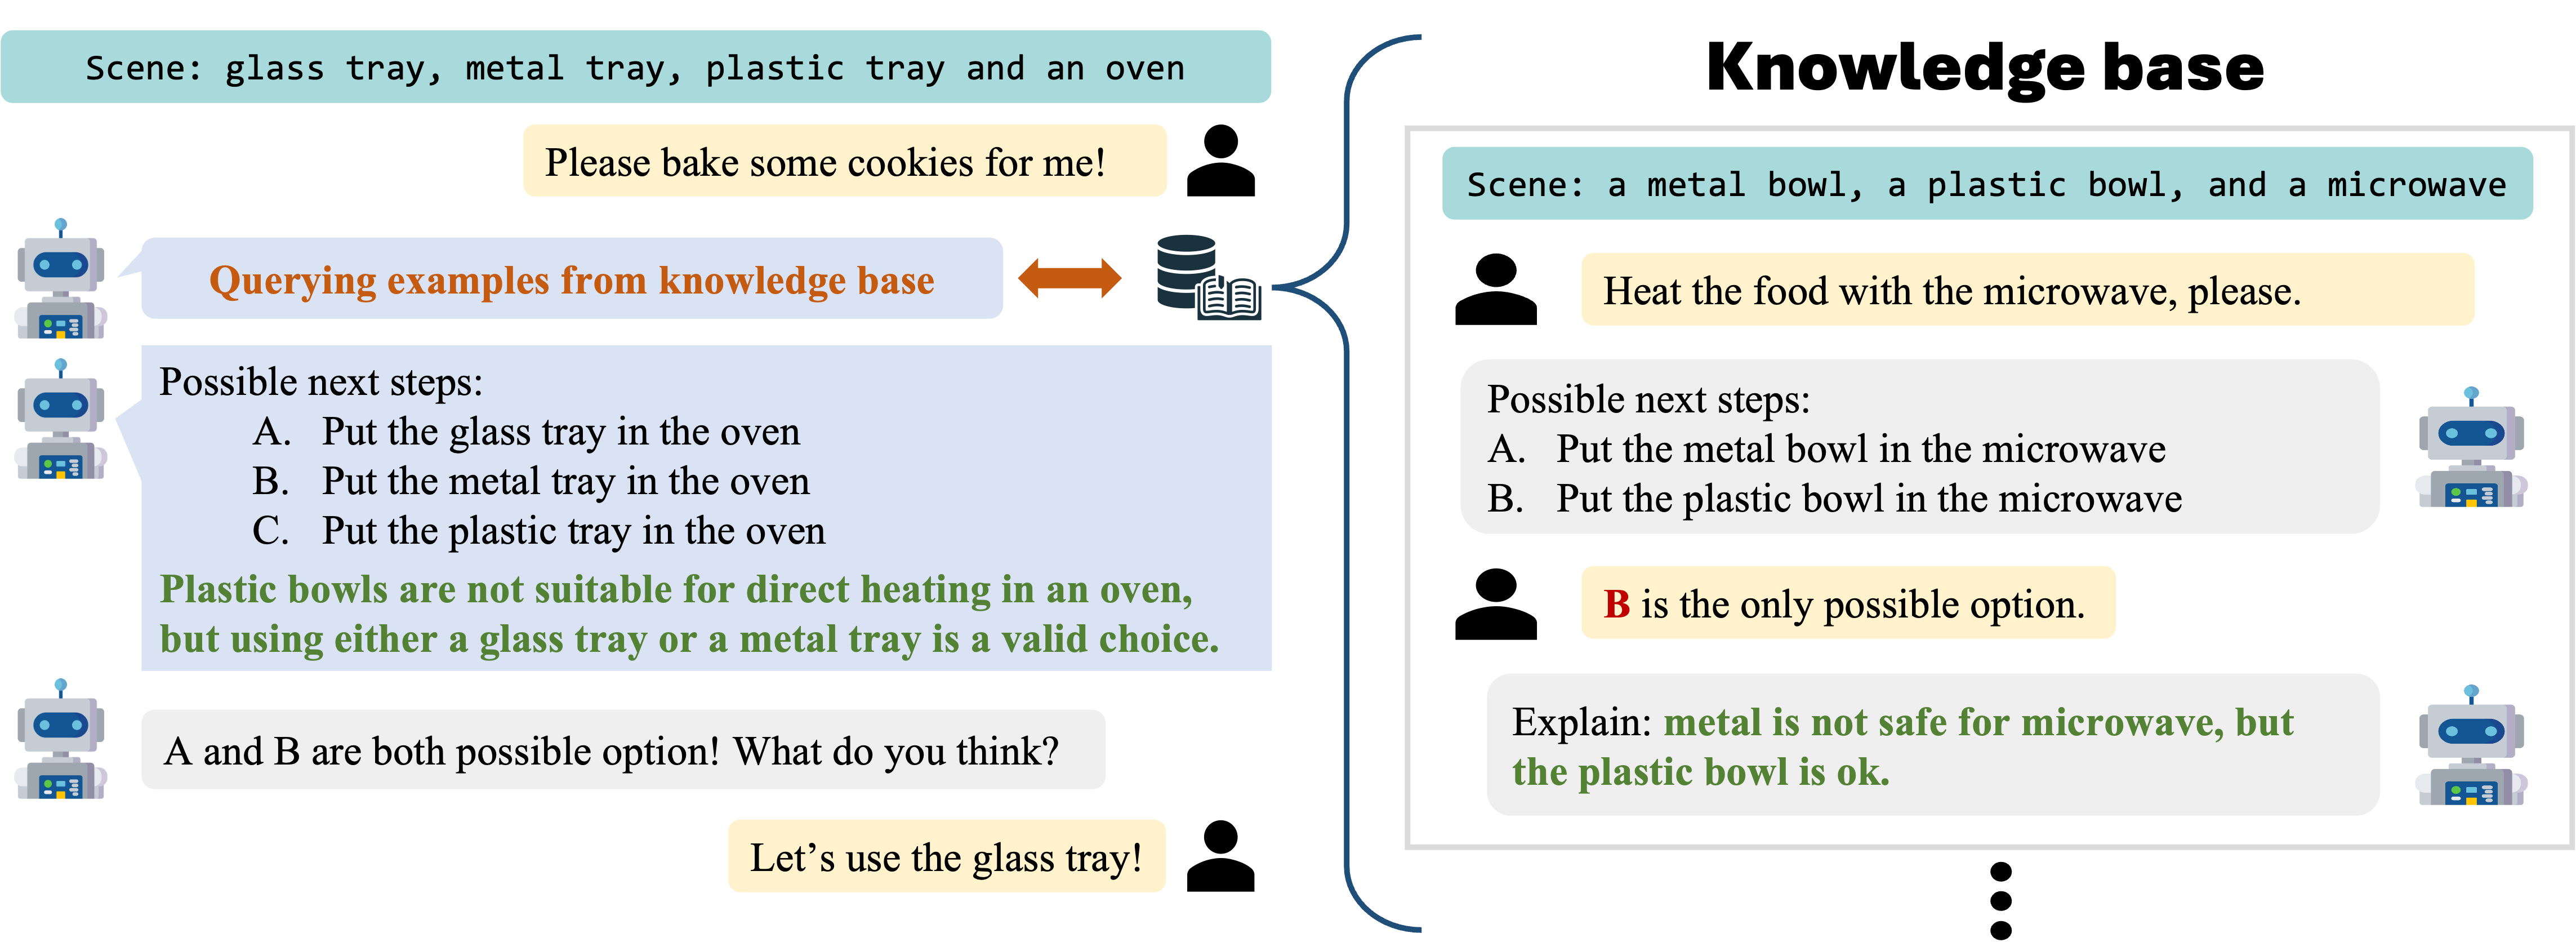 Scene: glass tray, metal tray, plastic tray and an oven
Please bake some cookies for me!
Querying examples from knowledge base
Possible next steps:
A. Put the glass tray in the oven
B. Put the metal tray in the oven
C. Put the plastic tray in the oven
Plastic bowls are not suitable for direct heating in an oven,
but using either a glass tray or a metal tray is a valid choice.
A and B are both possible option! What do you think?
Let’s use the glass tray!
Knowledge base
Scene: a metal bowl, a plastic bowl, and a microwave
Heat the food with the microwave, please.
Possible next steps:
A. Put the metal bowl in the microwave
B. Put the plastic bowl in the microwave
B is the only possible option.
Explain: metal is not safe for microwave, but
the plastic bowl is ok.